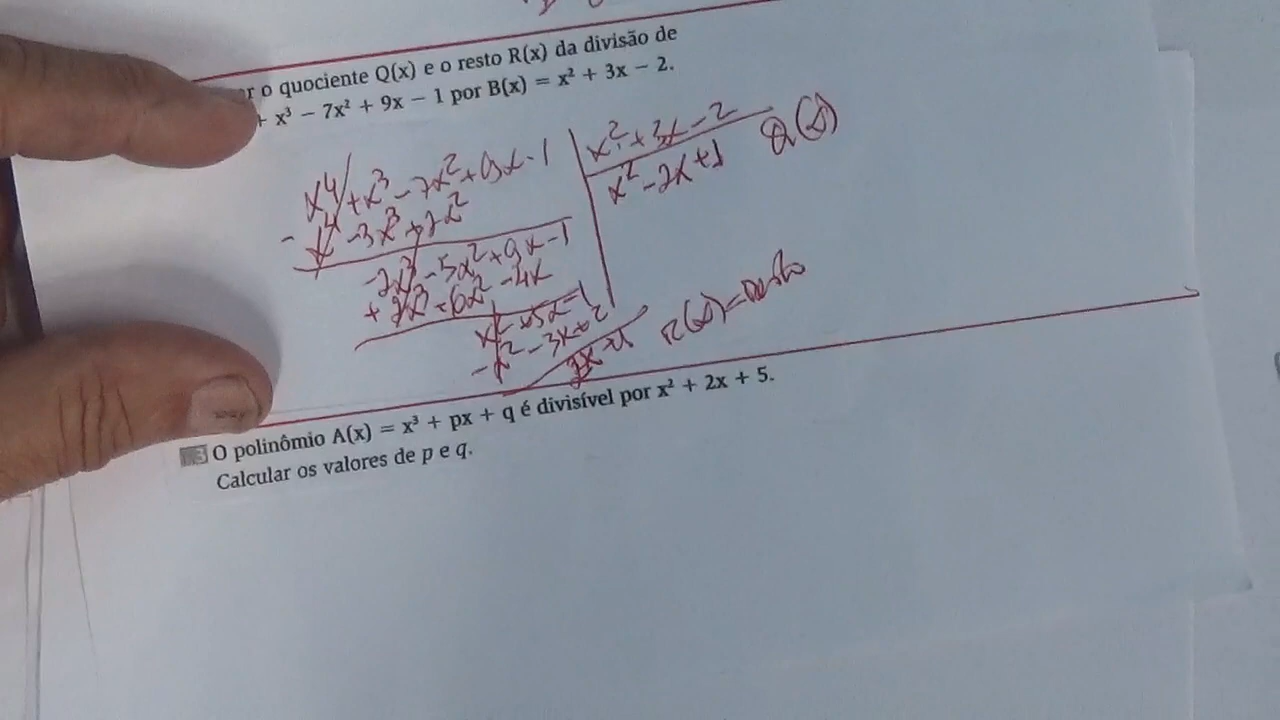 r o quociente Q(x) e o resto R(x) da divisão de
+ x³ − 7x² + 9x − 1 por B(x) = x² + 3x − 2.
x⁴ + x³ - 7x² + 9x - 1 x² + 3x - 2 Q(x)
- x⁴ - 3x³ + 2x² x² - 2x + 1
-2x³ - 5x² + 9x - 1
+ 2x³ + 6x² - 4x
x² + 5x - 1
- x² - 3x + 2 R(x) = resto
2x + 1
O polinômio A(x) = x³ + px + q é divisível por x² + 2x + 5.
Calcular os valores de p e q.